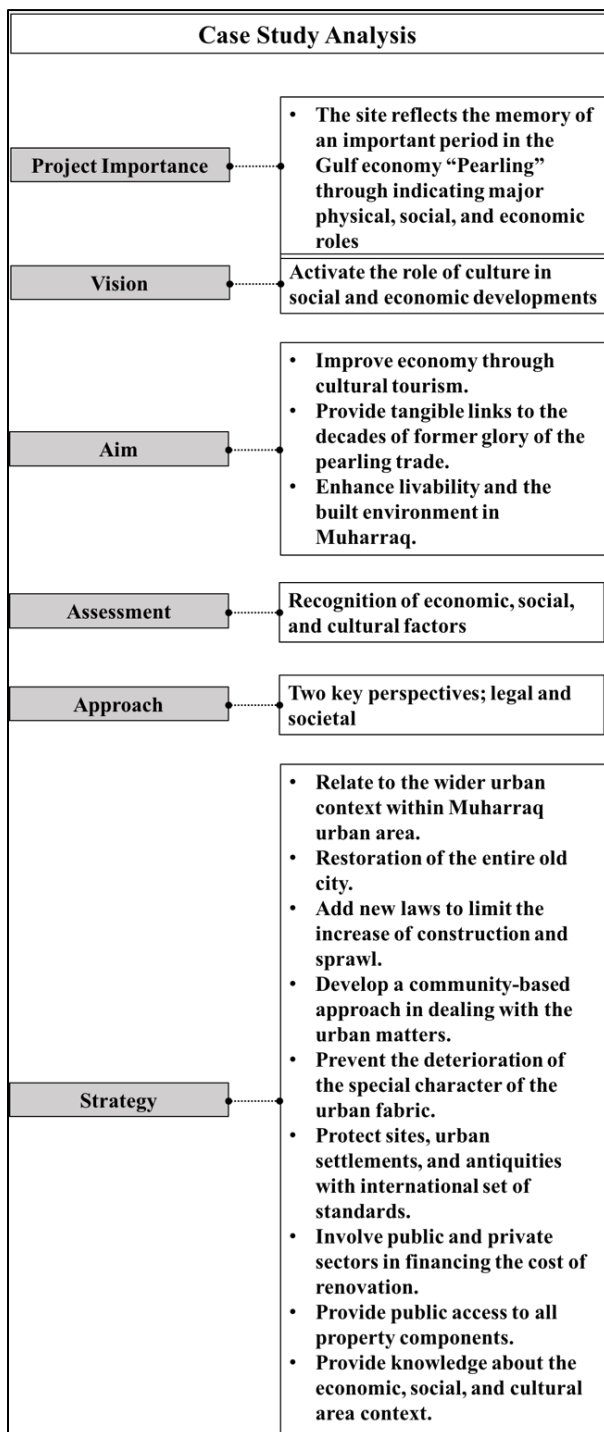 Case Study Analysis
Project Importance
• The site reflects the memory of
an important period in the
Gulf economy “Pearling”
through indicating major
physical, social, and economic
roles
Vision
Activate the role of culture in
social and economic developments
Aim
• Improve economy through
cultural tourism.
• Provide tangible links to the
decades of former glory of the
pearling trade.
• Enhance livability and the
built environment in
Muharraq.
Assessment
Recognition of economic, social,
and cultural factors
Approach
Two key perspectives; legal and
societal
Strategy
• Relate to the wider urban
context within Muharraq
urban area.
• Restoration of the entire old
city.
• Add new laws to limit the
increase of construction and
sprawl.
• Develop a community-based
approach in dealing with the
urban matters.
• Prevent the deterioration of
the special character of the
urban fabric.
• Protect sites, urban
settlements, and antiquities
with international set of
standards.
• Involve public and private
sectors in financing the cost of
renovation.
• Provide public access to all
property components.
• Provide knowledge about the
economic, social, and cultural
area context.